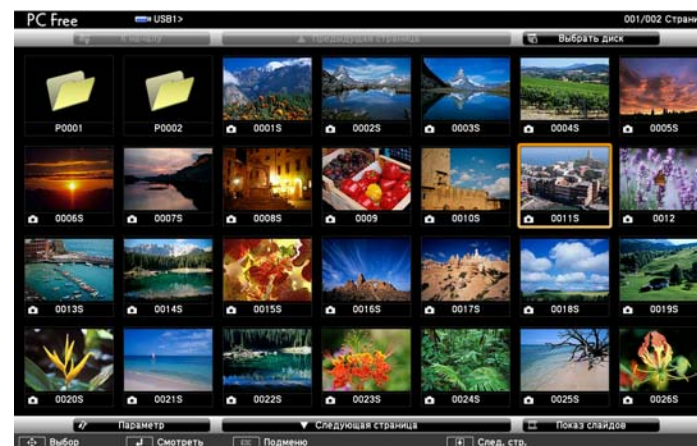 PC Free USB1> 001/002 Страни
К началу ▲ Предыдущая страница Выбрать диск
P0001 P0002 0001S 0002S 0003S 0004S 0005S
0006S 0007S 0008S 0009 0010S 0011S 0012
0013S 0014S 0015S 0016S 0017S 0018S 0019S
0020S 0021S 0022S 0023S 0024S 0025S 0026S
Параметр ▼ Следующая страница Показ слайдов
Выбор Смотреть ESC Подменю След. стр.